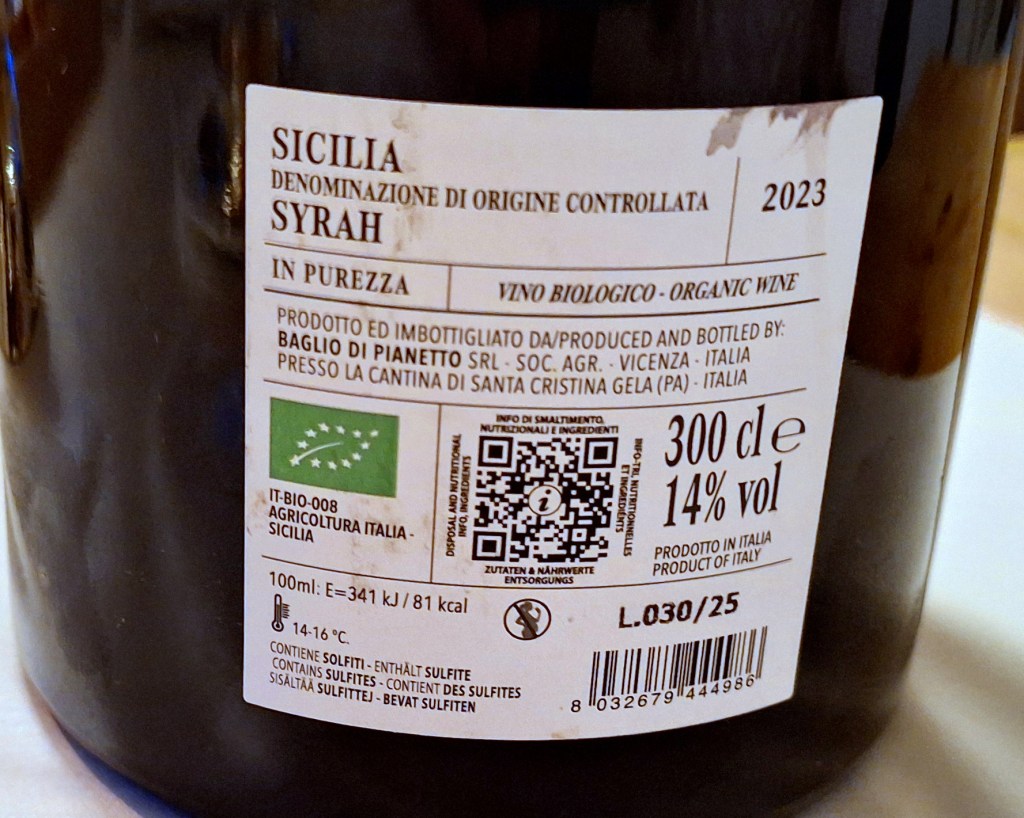 SICILIA
DENOMINAZIONE DI ORIGINE CONTROLLATA
SYRAH
2023
IN PUREZZA
VINO BIOLOGICO - ORGANIC WINE
PRODOTTO ED IMBOTTIGLIATO DA/PRODUCED AND BOTTLED BY:
BAGLIO DI PIANETTO SRL - SOC. AGR. - VICENZA - ITALIA
PRESSO LA CANTINA DI SANTA CRISTINA GELA (PA) - ITALIA
IT-BIO-008
AGRICOLTURA ITALIA -
SICILIA
INFO DI SMALTIMENTO,
NUTRIZIONALI E INGREDIENTI
DISPOSAL AND NUTRITIONAL
INFO, INGREDIENTS
i
INFO-TRI, NUTRITIONNELLES
ET INGRÉDIENTS
ZUTATEN & NÄHRWERTE
ENTSORGUNGS
300 cl e
14% vol
PRODOTTO IN ITALIA
PRODUCT OF ITALY
100ml: E=341 kJ / 81 kcal
14-16 °C.
CONTIENE SOLFITI - ENTHÄLT SULFITE
CONTAINS SULFITES - CONTIENT DES SULFITES
SISÄLTÄÄ SULFITTEJ - BEVAT SULFITEN
L.030/25
8 032679 444986